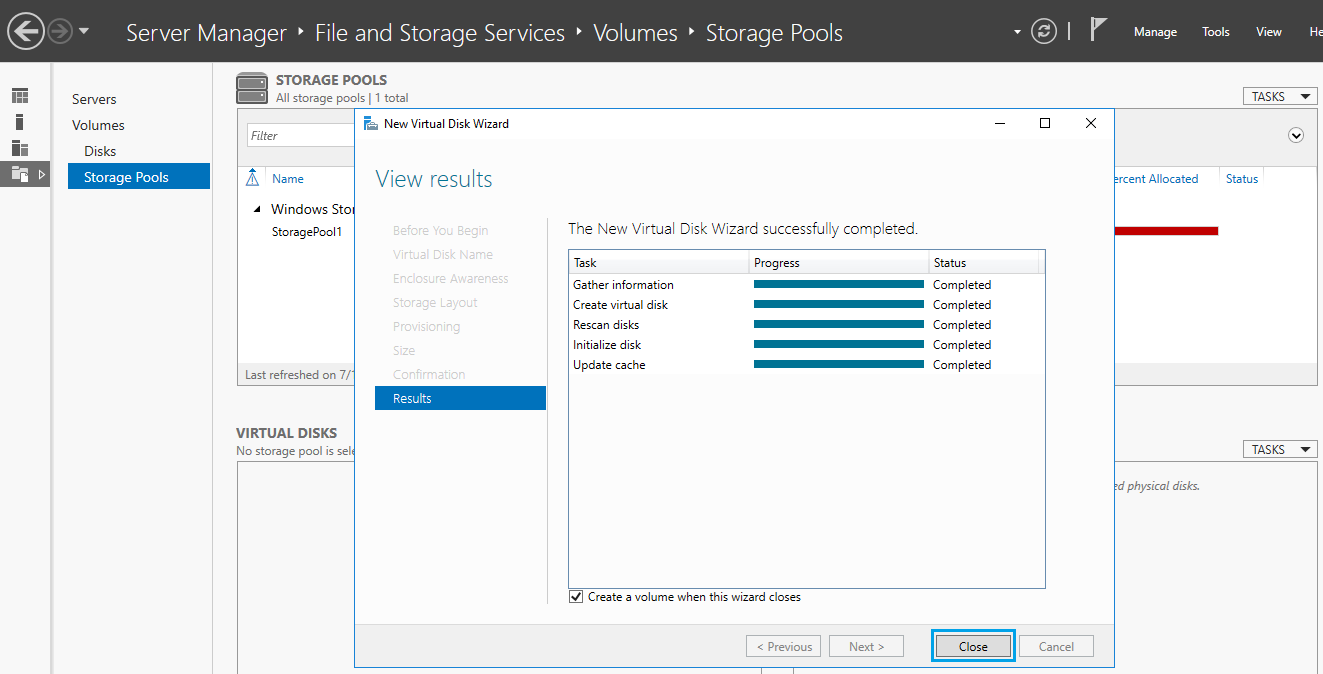 Server Manager ‣ File and Storage Services ‣ Volumes ‣ Storage Pools
Manage Tools View He
Servers
Volumes
Disks
Storage Pools
STORAGE POOLS
All storage pools | 1 total
TASKS
Filter
Name
ercent Allocated Status
Windows Stor
StoragePool1
Last refreshed on 7/1
VIRTUAL DISKS
No storage pool is sele
TASKS
ed physical disks.
New Virtual Disk Wizard
View results
Before You Begin
Virtual Disk Name
Enclosure Awareness
Storage Layout
Provisioning
Size
Confirmation
Results
The New Virtual Disk Wizard successfully completed.
Task Progress Status
Gather information Completed
Create virtual disk Completed
Rescan disks Completed
Initialize disk Completed
Update cache Completed
Create a volume when this wizard closes
< Previous Next > Close Cancel